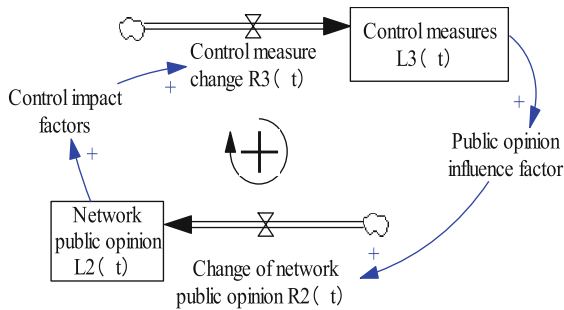 Control measure
change R3( t)
Control measures
L3( t)
+
+
Control impact
factors
Public opinion
influence factor
+
+
Network
public opinion
L2( t)
+
Change of network
public opinion R2( t)